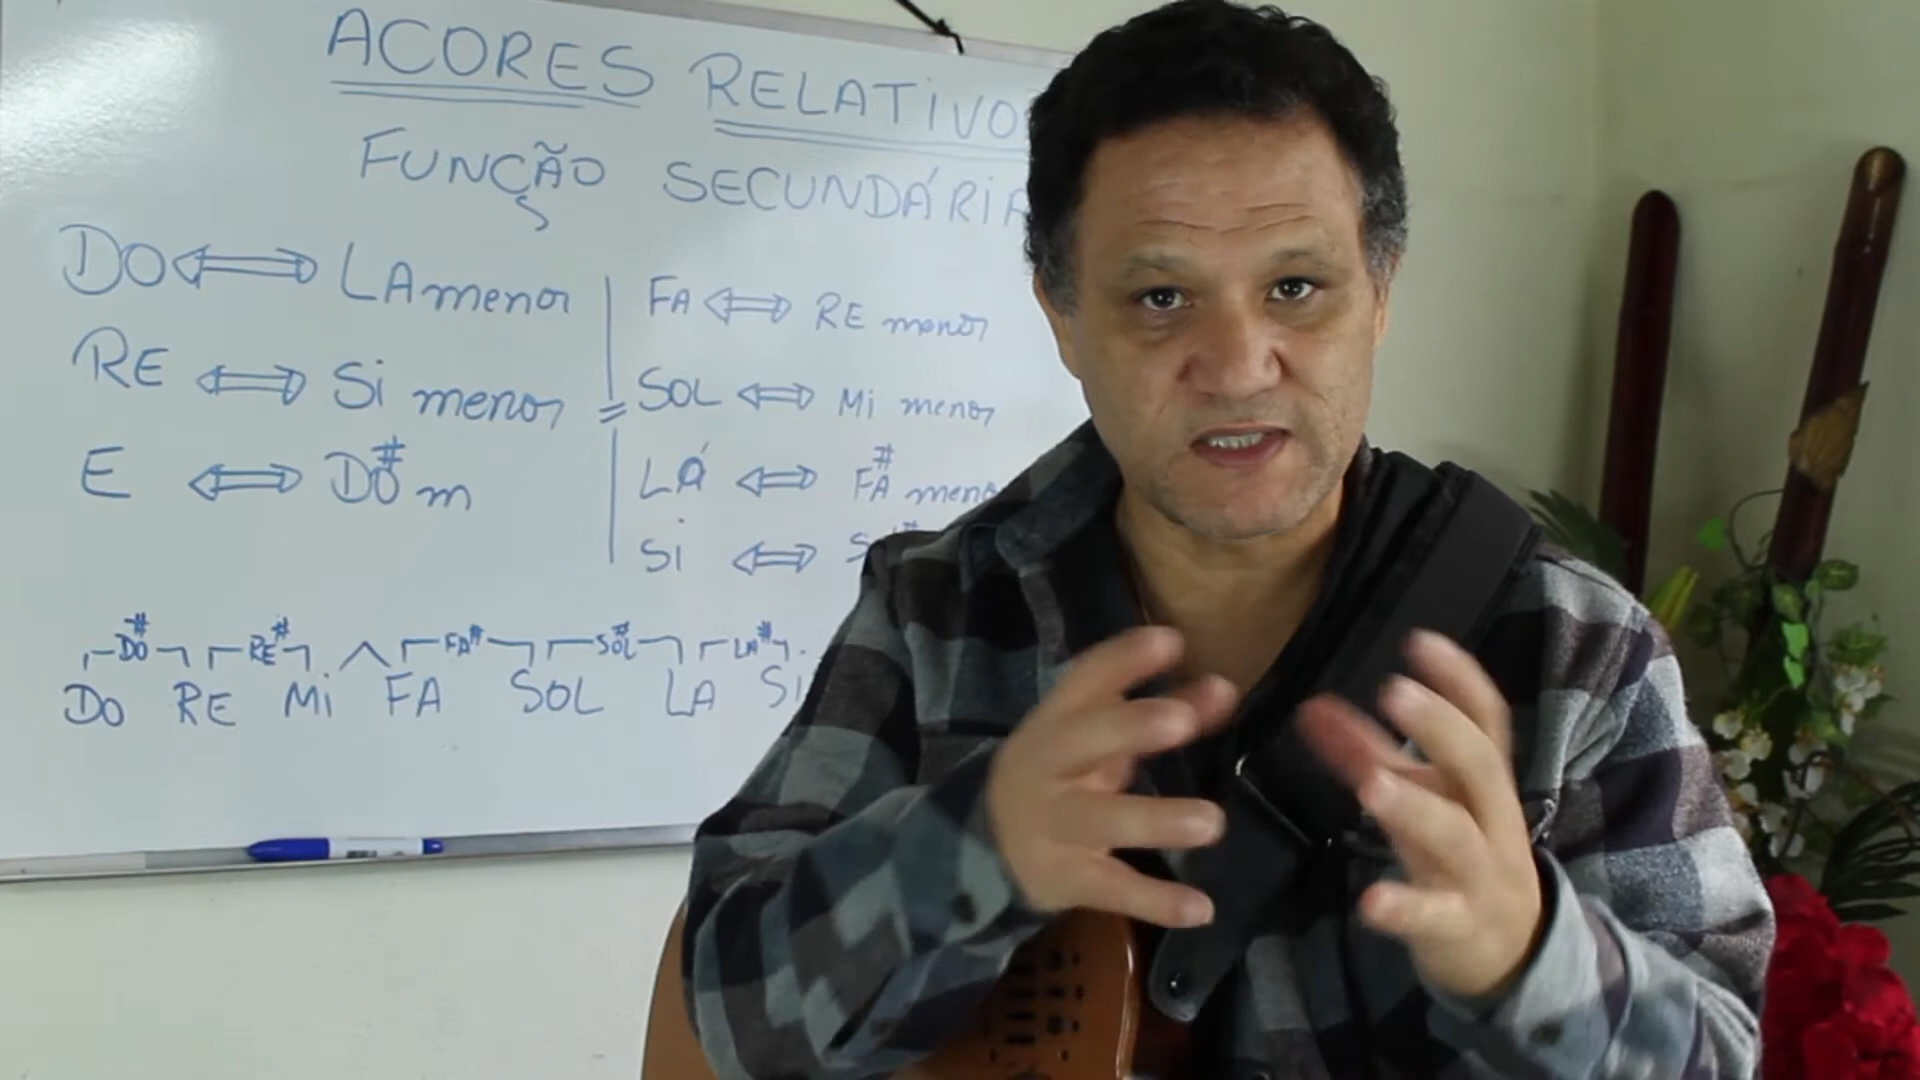 ACORES RELATIVO
FUNÇÃO SECUNDÁRIA
DO ⟺ LA menor
RE ⟺ Si menor
E ⟺ DO# m
FA ⟺ RE menor
SOL ⟺ Mi menor
LÁ ⟺ FA# meno
Si ⟺
DO# RE# FA# SOL# LA#
DO RE Mi FA SOL LA Si